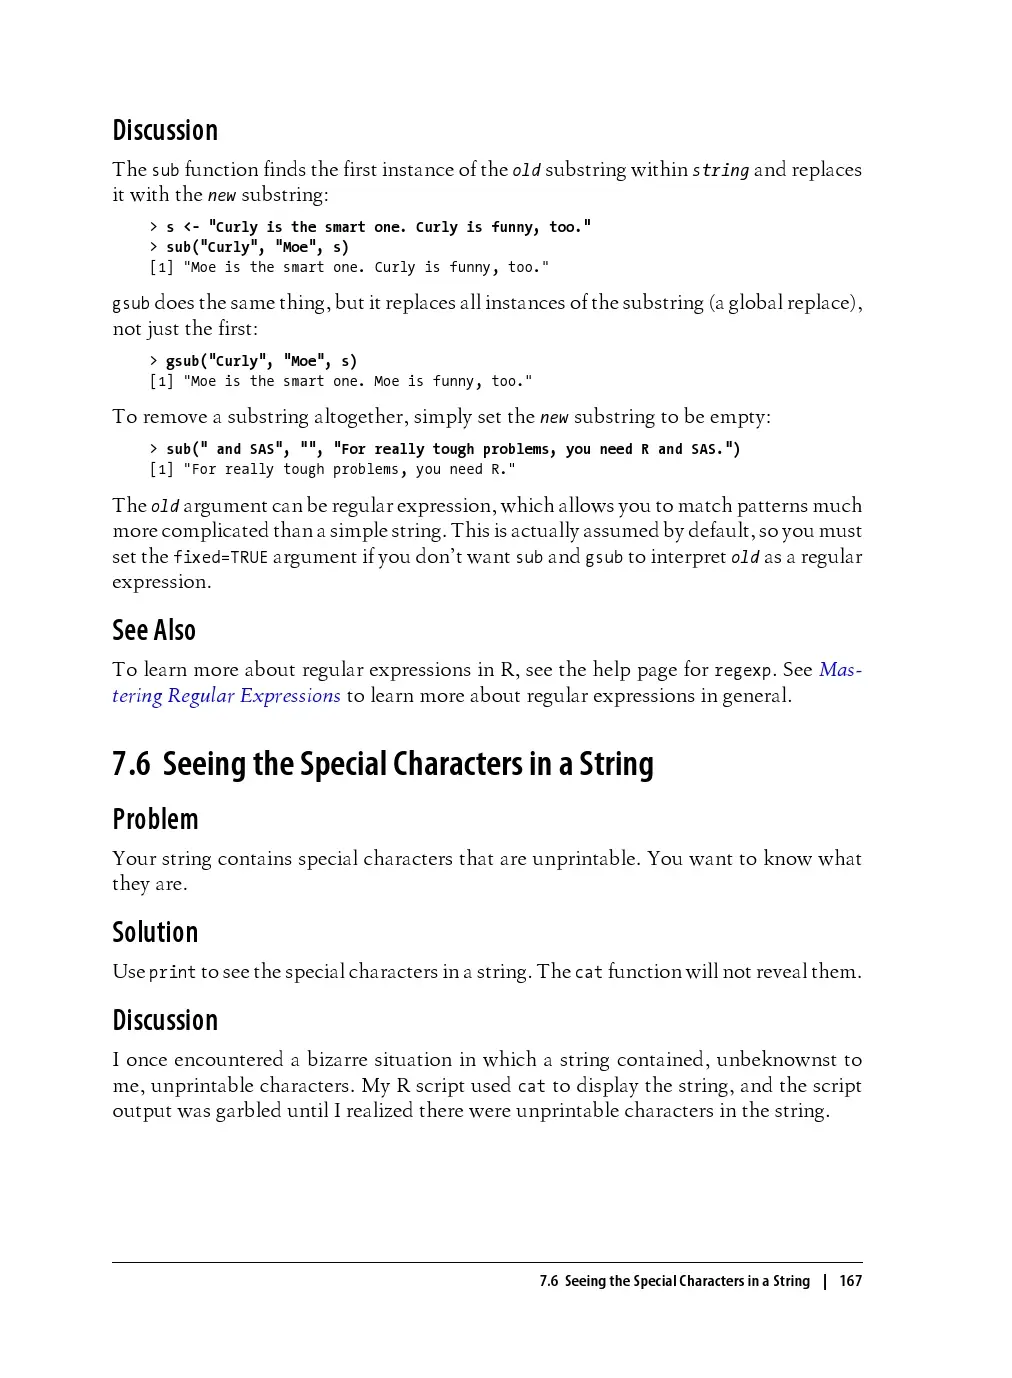 Discussion
The sub function finds the first instance of the old substring within string and replaces
it with the new substring:
> s <- "Curly is the smart one. Curly is funny, too."
> sub("Curly", "Moe", s)
[1] "Moe is the smart one. Curly is funny, too."
gsub does the same thing, but it replaces all instances of the substring (a global replace),
not just the first:
> gsub("Curly", "Moe", s)
[1] "Moe is the smart one. Moe is funny, too."
To remove a substring altogether, simply set the new substring to be empty:
> sub(" and SAS", "", "For really tough problems, you need R and SAS.")
[1] "For really tough problems, you need R."
The old argument can be regular expression, which allows you to match patterns much
more complicated than a simple string. This is actually assumed by default, so you must
set the fixed=TRUE argument if you don’t want sub and gsub to interpret old as a regular
expression.
See Also
To learn more about regular expressions in R, see the help page for regexp. See Mas-
tering Regular Expressions to learn more about regular expressions in general.
7.6 Seeing the Special Characters in a String
Problem
Your string contains special characters that are unprintable. You want to know what
they are.
Solution
Use print to see the special characters in a string. The cat function will not reveal them.
Discussion
I once encountered a bizarre situation in which a string contained, unbeknownst to
me, unprintable characters. My R script used cat to display the string, and the script
output was garbled until I realized there were unprintable characters in the string.
7.6 Seeing the Special Characters in a String | 167